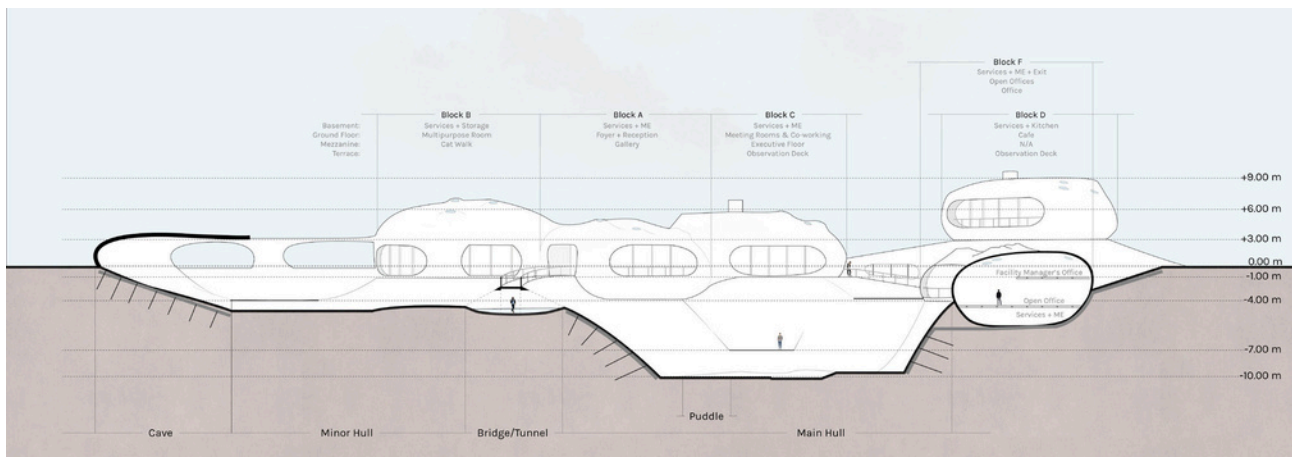 Block F
Services + ME + Exit
Open Offices
Office
Block B
Block A
Block C
Block D
Basement:
Services + Storage
Services + ME
Services + ME
Services + Kitchen
Ground Floor:
Multipurpose Room
Foyer + Reception
Meeting Rooms & Co-working
Cafe
Mezzanine:
Cat Walk
Gallery
Executive Floor
N/A
Terrace:
Observation Deck
Observation Deck
+9.00 m
+6.00 m
+3.00 m
0.00 m
Facility Manager's Office
-1.00 m
Open Office
-4.00 m
Services + ME
-7.00 m
-10.00 m
Puddle
Cave
Minor Hull
Bridge/Tunnel
Main Hull